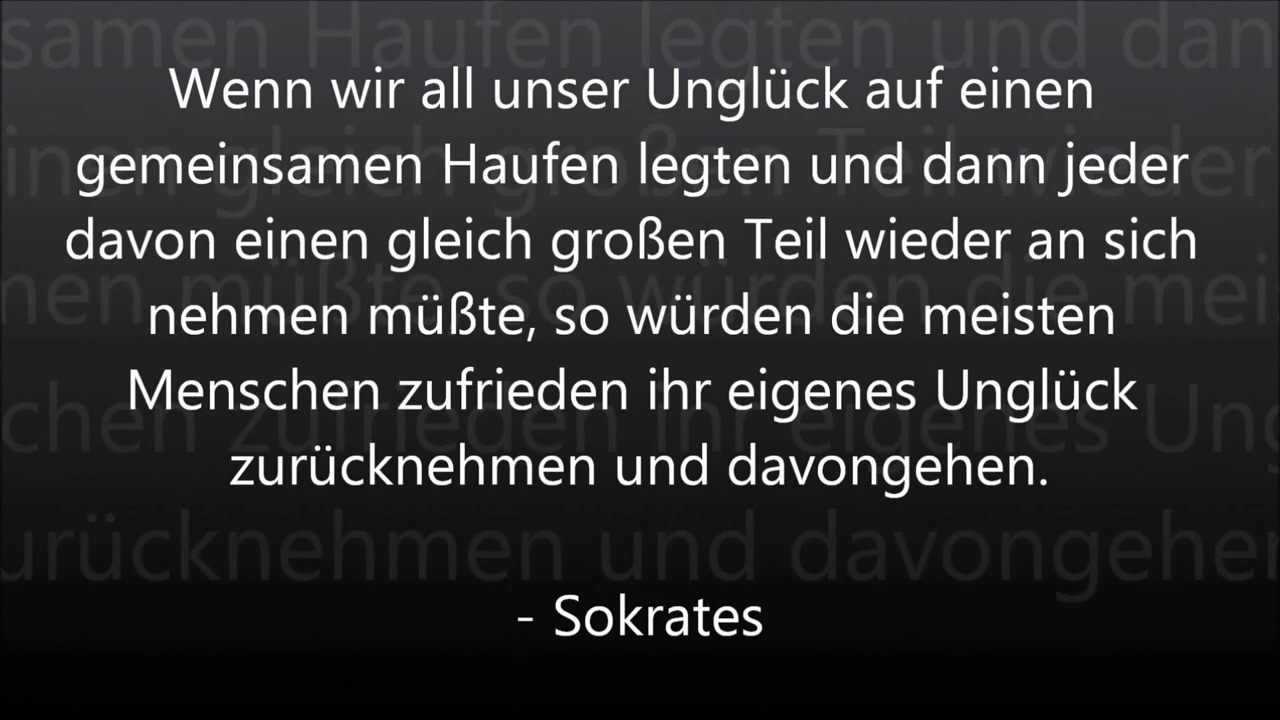 Wenn wir all unser Unglück auf einen
gemeinsamen Haufen legten und dann jeder
davon einen gleich großen Teil wieder an sich
nehmen müßte, so würden die meisten
Menschen zufrieden ihr eigenes Unglück
zurücknehmen und davongehen.
- Sokrates